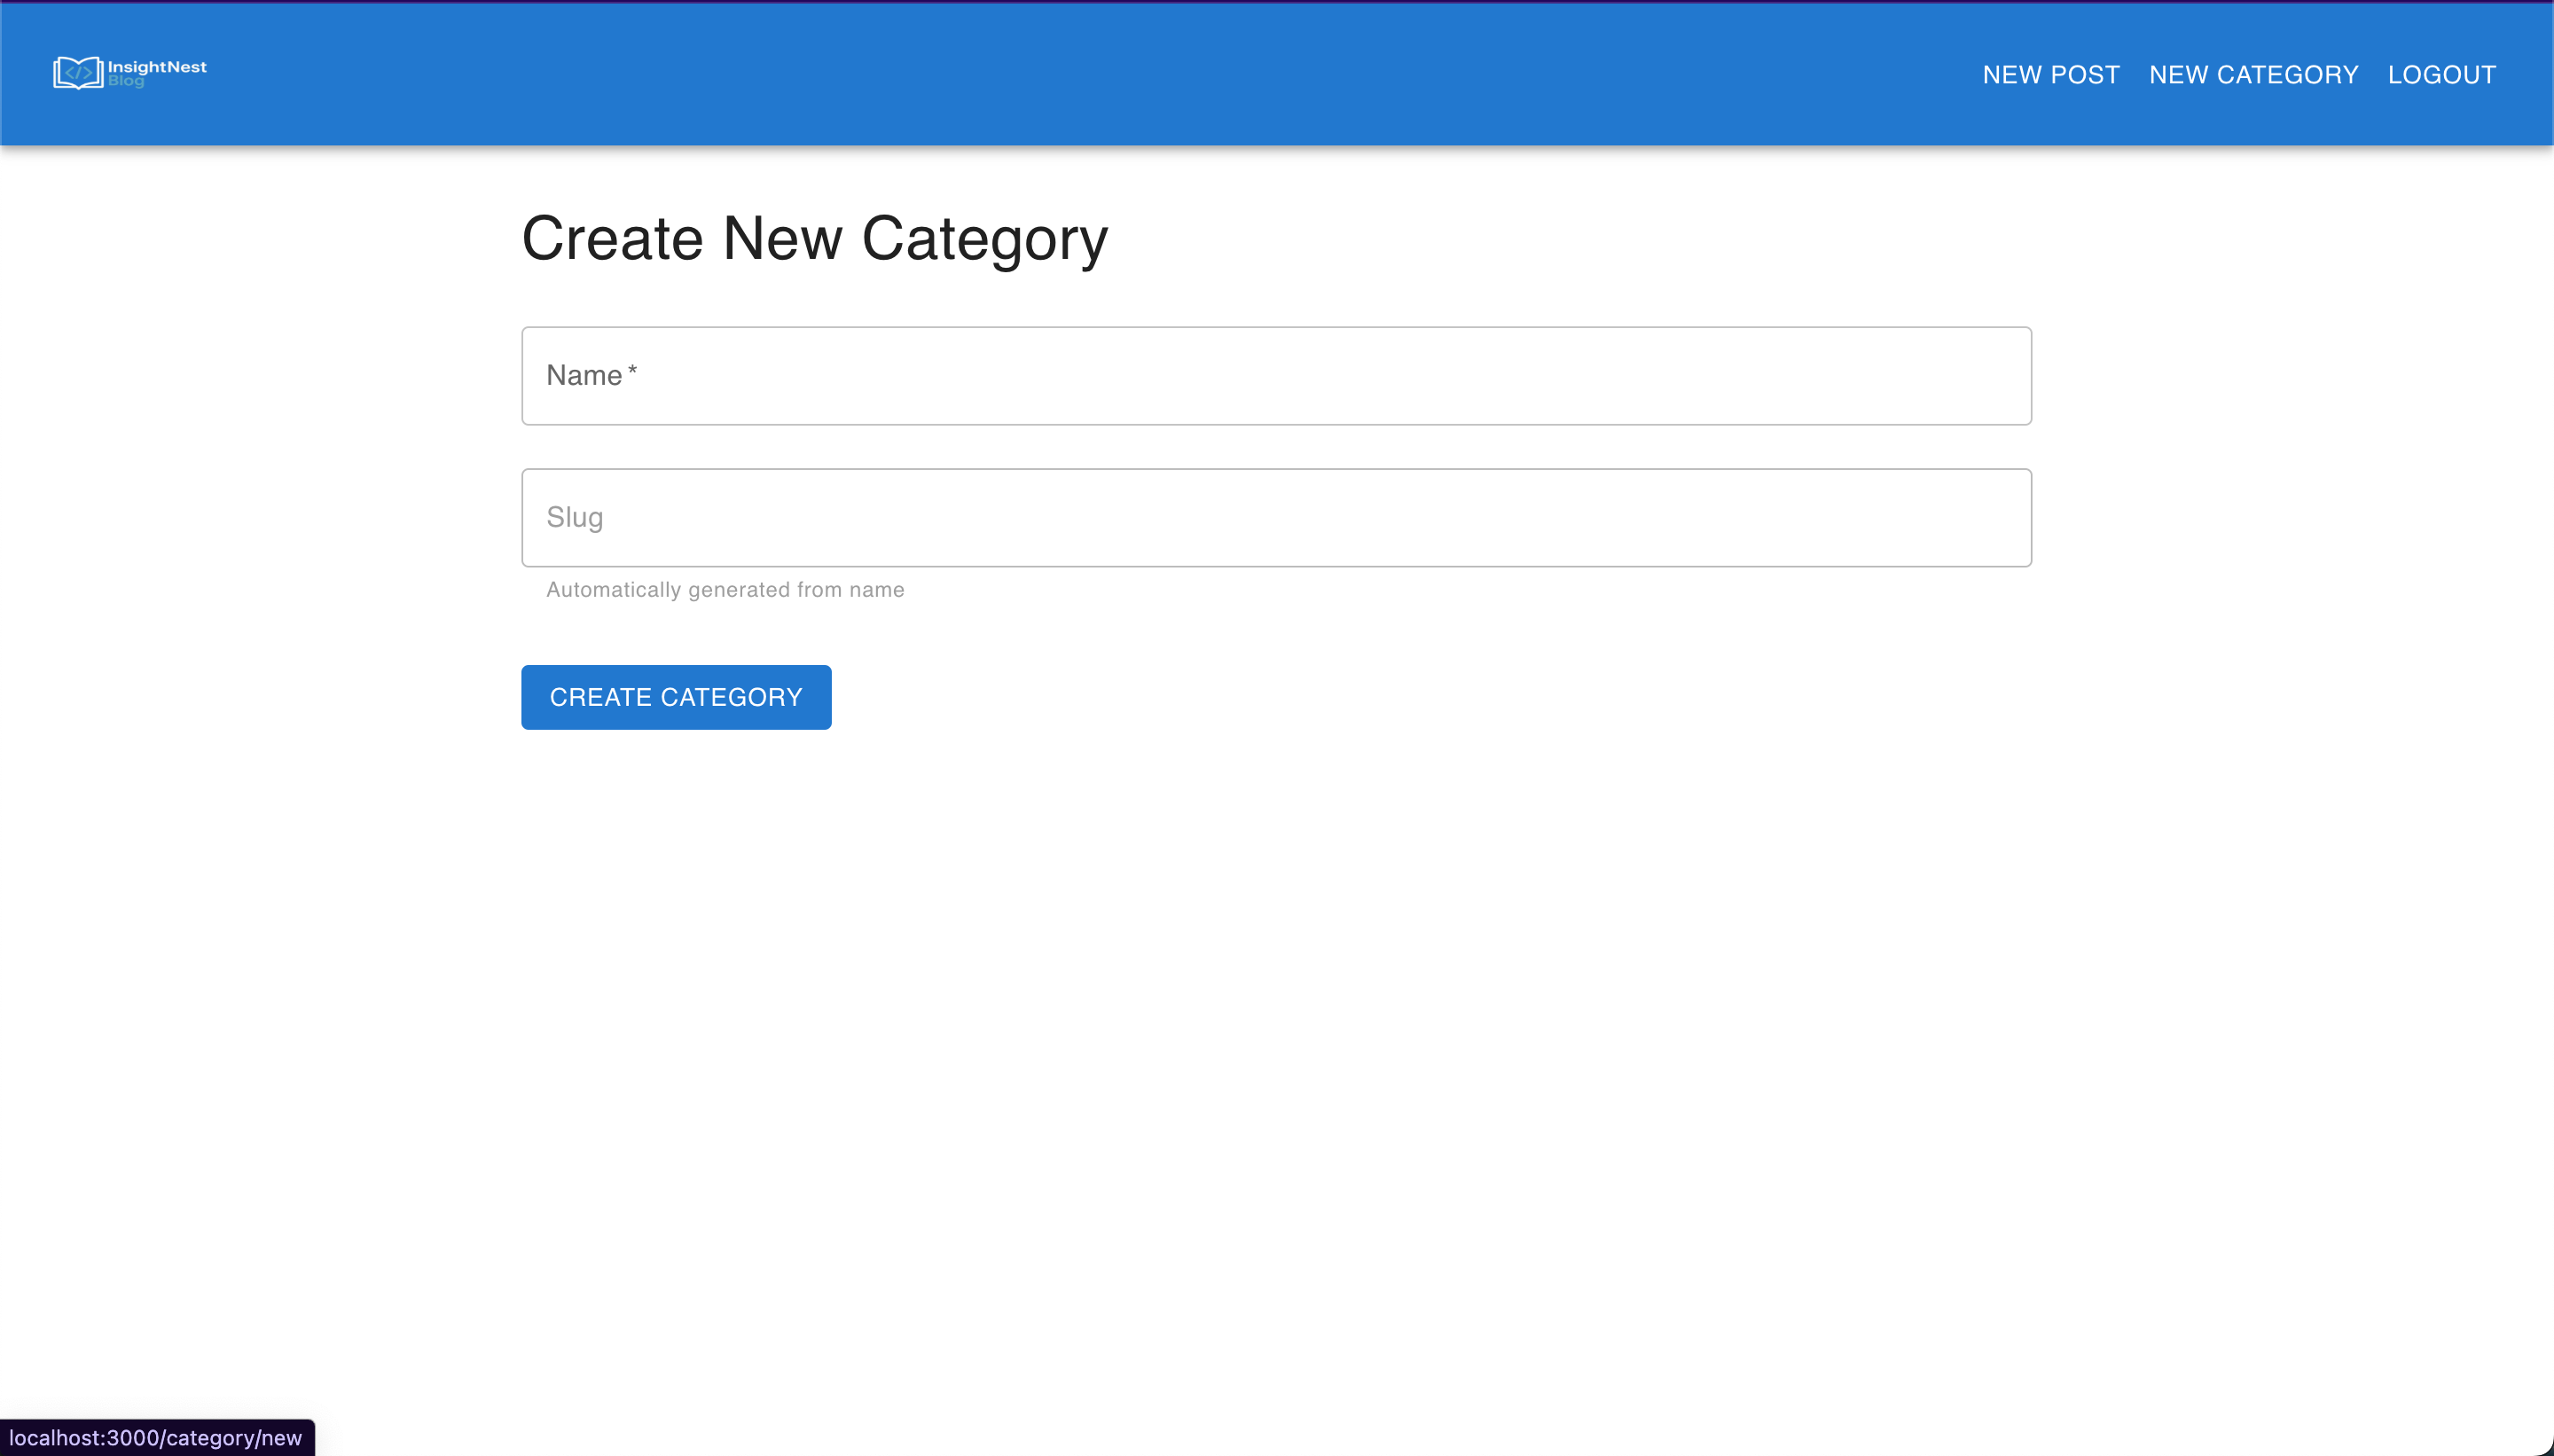 </> InsightNest
Blog
NEW POST NEW CATEGORY LOGOUT
Create New Category
Name *
Slug
Automatically generated from name
CREATE CATEGORY
localhost:3000/category/new